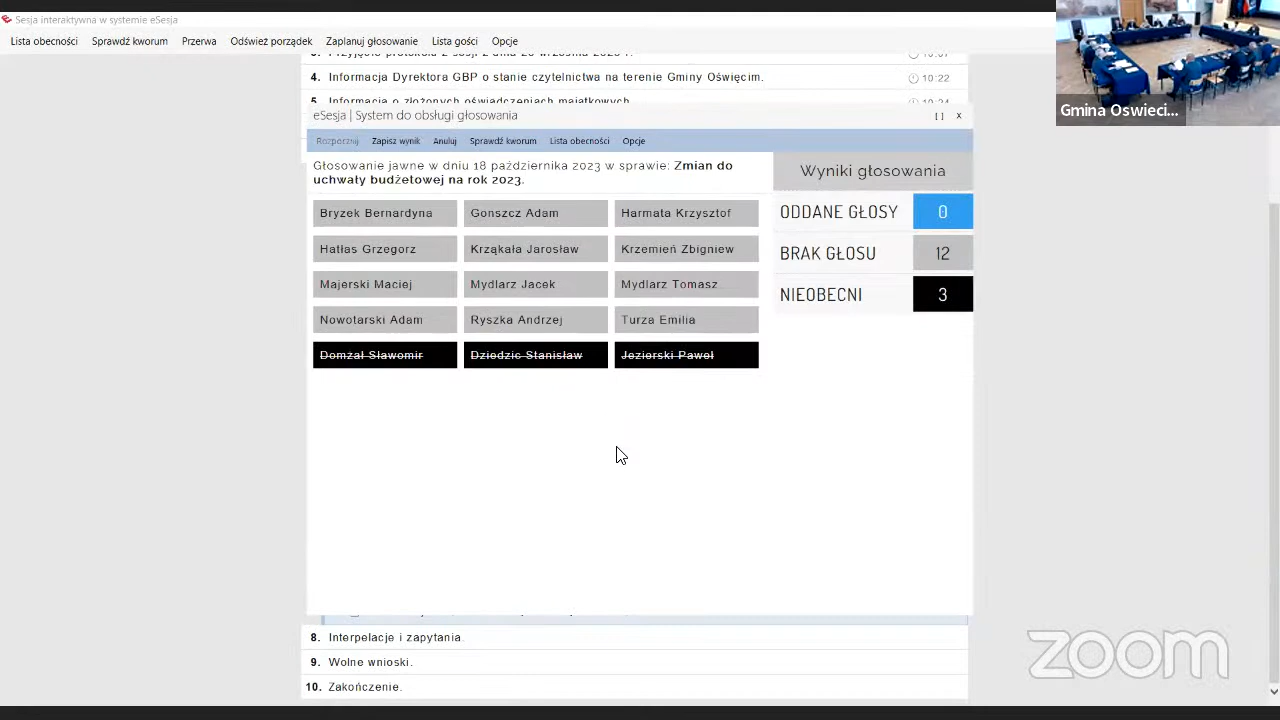 Sesja interaktywna w systemie eSesja
Lista obecności Sprawdź kworum Przerwa Odśwież porządek Zaplanuj głosowanie Lista gości Opcje
Gmina Oswieci...
4. Informacja Dyrektora GBP o stanie czytelnictwa na terenie Gminy Oświęcim. 10:22
5. Informacja o złożonych oświadczeniach majątkowych
eSesja | System do obsługi głosowania [ ] x
Rozpocznij Zapisz wynik Anuluj Sprawdź kworum Lista obecności Opcje
Głosowanie jawne w dniu 18 października 2023 w sprawie: Zmian do
uchwały budżetowej na rok 2023.
Wyniki głosowania
Bryzek Bernardyna Gonszcz Adam Harmata Krzysztof
ODDANE GŁOSY 0
Hatłas Grzegorz Krząkała Jarosław Krzemień Zbigniew
BRAK GŁOSU 12
Majerski Maciej Mydlarz Jacek Mydlarz Tomasz
NIEOBECNI 3
Nowotarski Adam Ryszka Andrzej Turza Emilia
Domżał Sławomir Dziedzic Stanisław Jezierski Paweł
8. Interpelacje i zapytania.
9. Wolne wnioski.
10. Zakończenie.
zoom